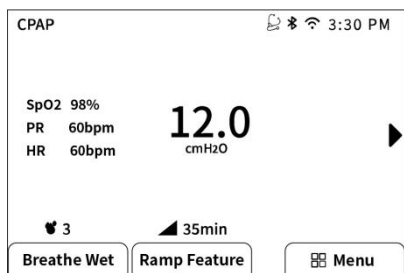 CPAP 3:30 PM
SpO2 98%
PR 60bpm
HR 60bpm
12.0
cmH2O
3
35min
Breathe Wet
Ramp Feature
Menu